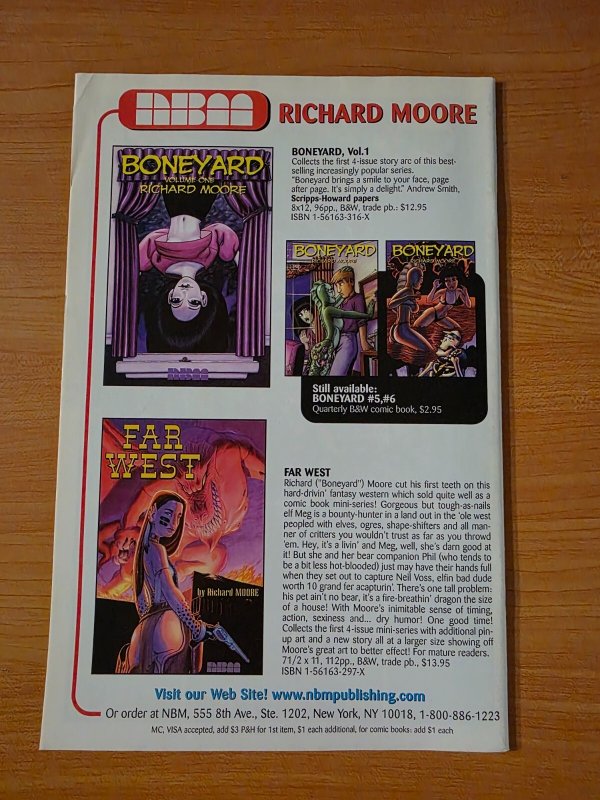 NBM
RICHARD MOORE
BONEYARD
VOLUME ONE
RICHARD MOORE
NBM
BONEYARD, Vol.1
Collects the first 4-issue story arc of this best-
selling increasingly popular series.
"Boneyard brings a smile to your face, page
after page. It's simply a delight." Andrew Smith,
Scripps-Howard papers
8x12, 96pp., B&W, trade pb.: $12.95
ISBN 1-56163-316-X
BONEYARD
RICHARD MOORE
BONEYARD
RICHARD MOORE
Still available:
BONEYARD #5,#6
Quarterly B&W comic book, $2.95
FAR
WEST
by Richard MOORE
NBM
FAR WEST
Richard ("Boneyard") Moore cut his first teeth on this
hard-drivin' fantasy western which sold quite well as a
comic book mini-series! Gorgeous but tough-as-nails
elf Meg is a bounty-hunter in a land out in the 'ole west
peopled with elves, ogres, shape-shifters and all man-
ner of critters you wouldn't trust as far as you throwd
'em. Hey, it's a livin' and Meg, well, she's darn good at
it! But she and her bear companion Phil (who tends to
be a bit less hot-blooded) just may have their hands full
when they set out to capture Neil Voss, elfin bad dude
worth 10 grand fer acapturin'. There's one tall problem:
his pet ain't no bear, it's a fire-breathin' dragon the size
of a house! With Moore's inimitable sense of timing,
action, sexiness and... dry humor! One good time!
Collects the first 4-issue mini-series with additional pin-
up art and a new story all at a larger size showing off
Moore's great art to better effect! For mature readers.
71/2 x 11, 112pp., B&W, trade pb., $13.95
ISBN 1-56163-297-X
Visit our Web Site! www.nbmpublishing.com
Or order at NBM, 555 8th Ave., Ste. 1202, New York, NY 10018, 1-800-886-1223
MC, VISA accepted, add $3 P&H for 1st item, $1 each additional, for comic books: add $1 each